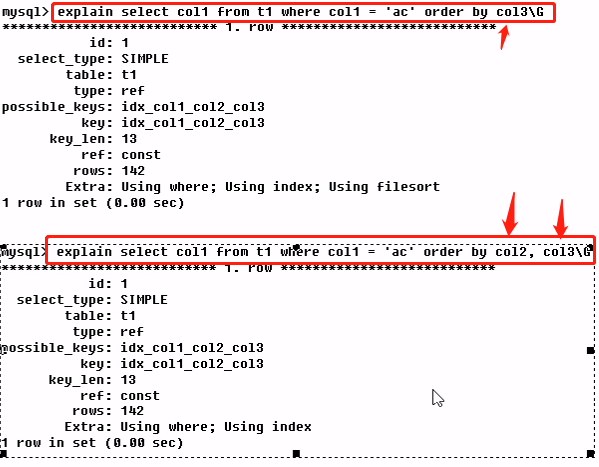 mysql> explain select col1 from t1 where col1 = 'ac' order by col3\G
*************************** 1. row ***************************
id: 1
select_type: SIMPLE
table: t1
type: ref
possible_keys: idx_col1_col2_col3
key: idx_col1_col2_col3
key_len: 13
ref: const
rows: 142
Extra: Using where; Using index; Using filesort
1 row in set (0.00 sec)
mysql> explain select col1 from t1 where col1 = 'ac' order by col2, col3\G
*************************** 1. row ***************************
id: 1
select_type: SIMPLE
table: t1
type: ref
possible_keys: idx_col1_col2_col3
key: idx_col1_col2_col3
key_len: 13
ref: const
rows: 142
Extra: Using where; Using index
1 row in set (0.00 sec)